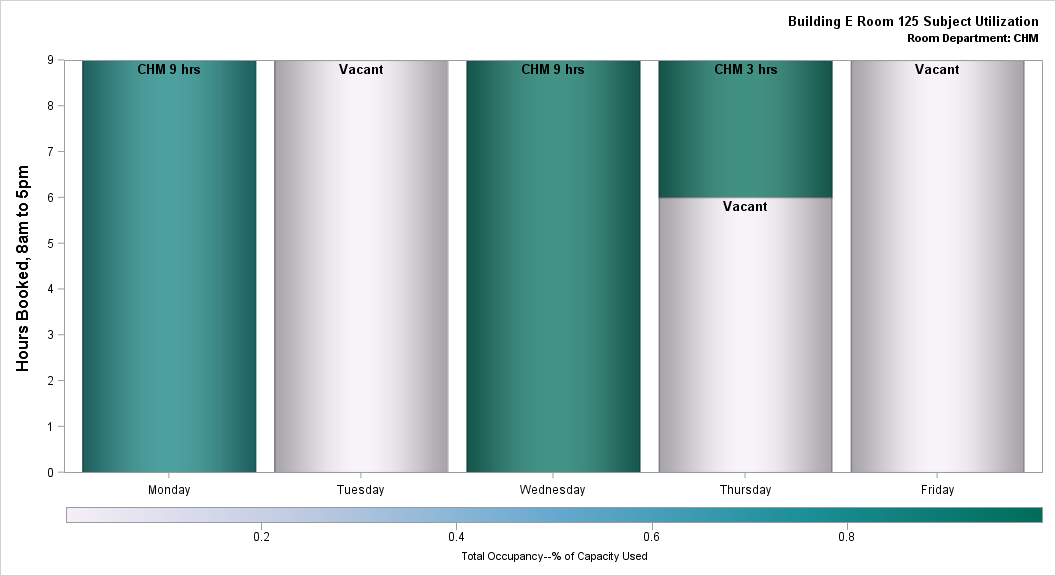 Building E Room 125 Subject Utilization
Room Department: CHM
Hours Booked, 8am to 5pm
9
8
7
6
5
4
3
2
1
0
CHM 9 hrs
Vacant
CHM 9 hrs
CHM 3 hrs
Vacant
Vacant
Monday
Tuesday
Wednesday
Thursday
Friday
0.2
0.4
0.6
0.8
Total Occupancy--% of Capacity Used